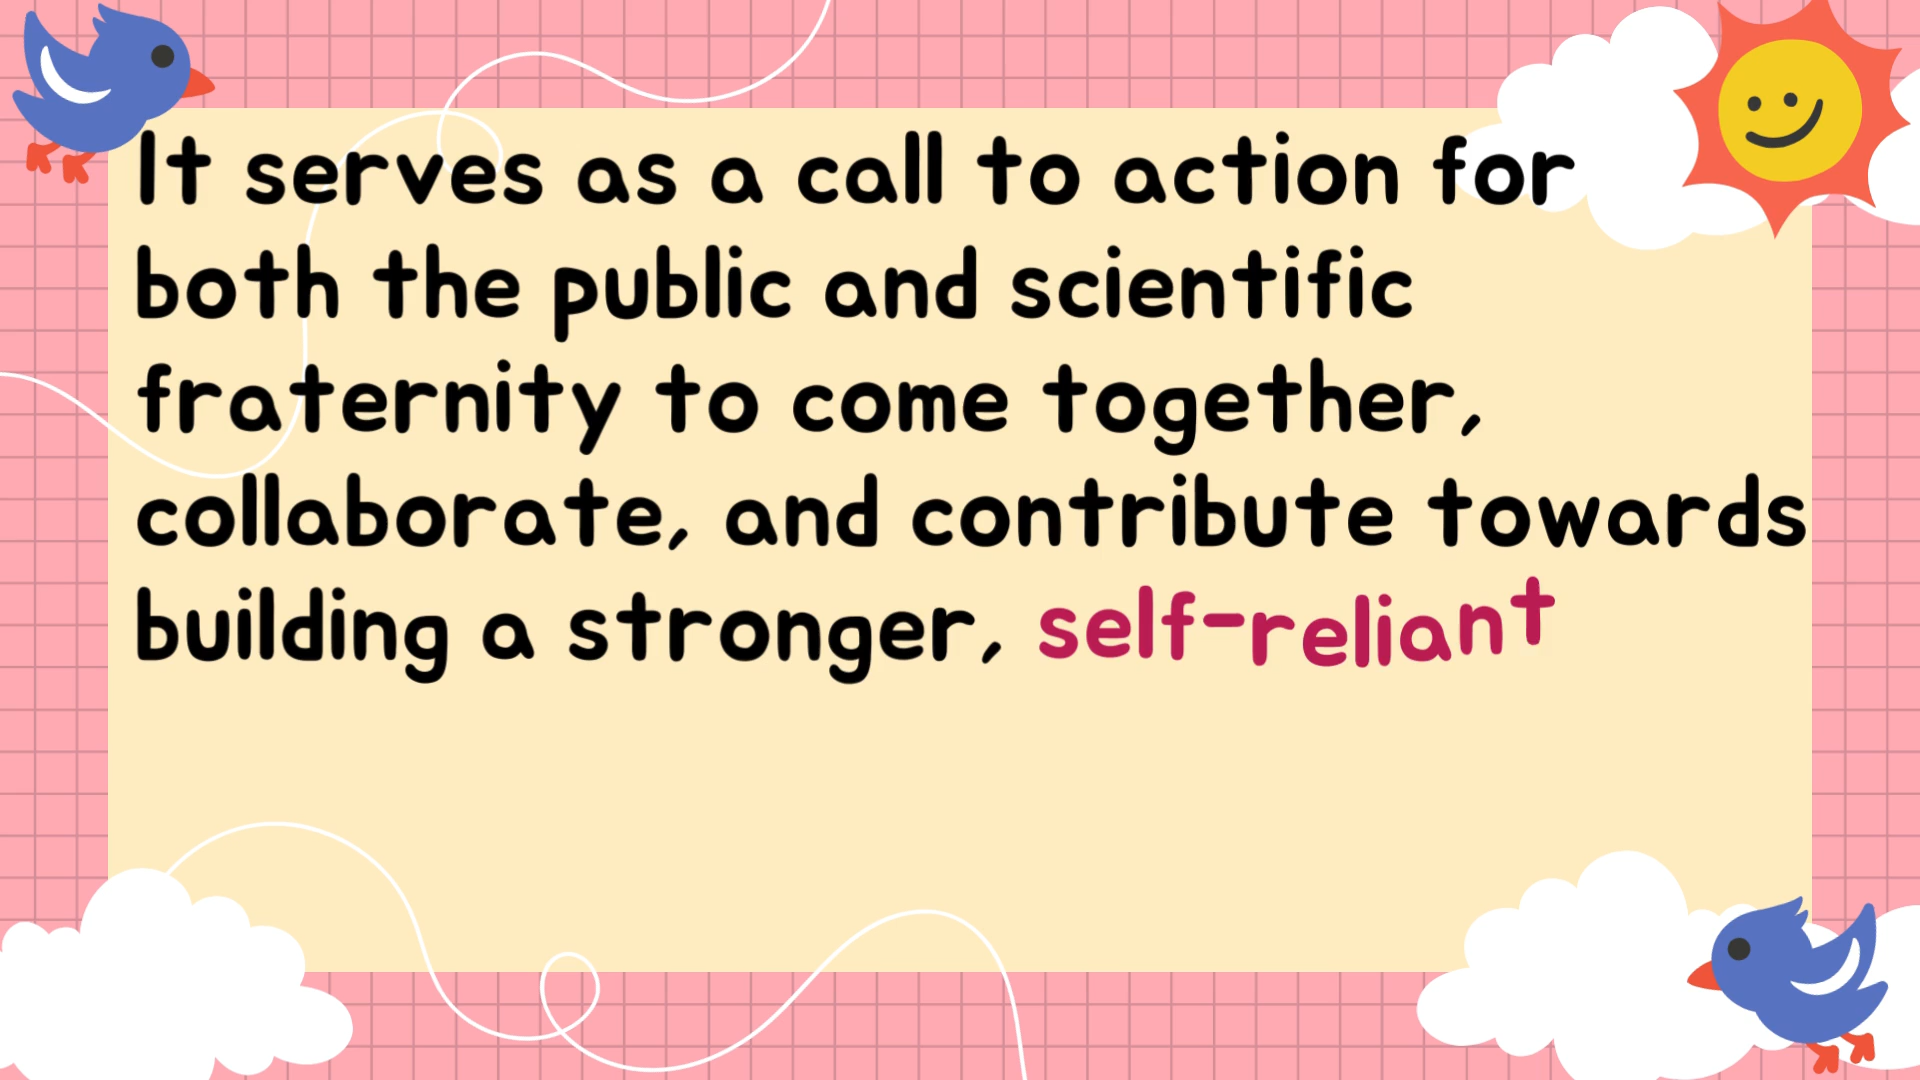 It serves as a call to action for
both the public and scientific
fraternity to come together,
collaborate, and contribute towards
building a stronger, self-reliant